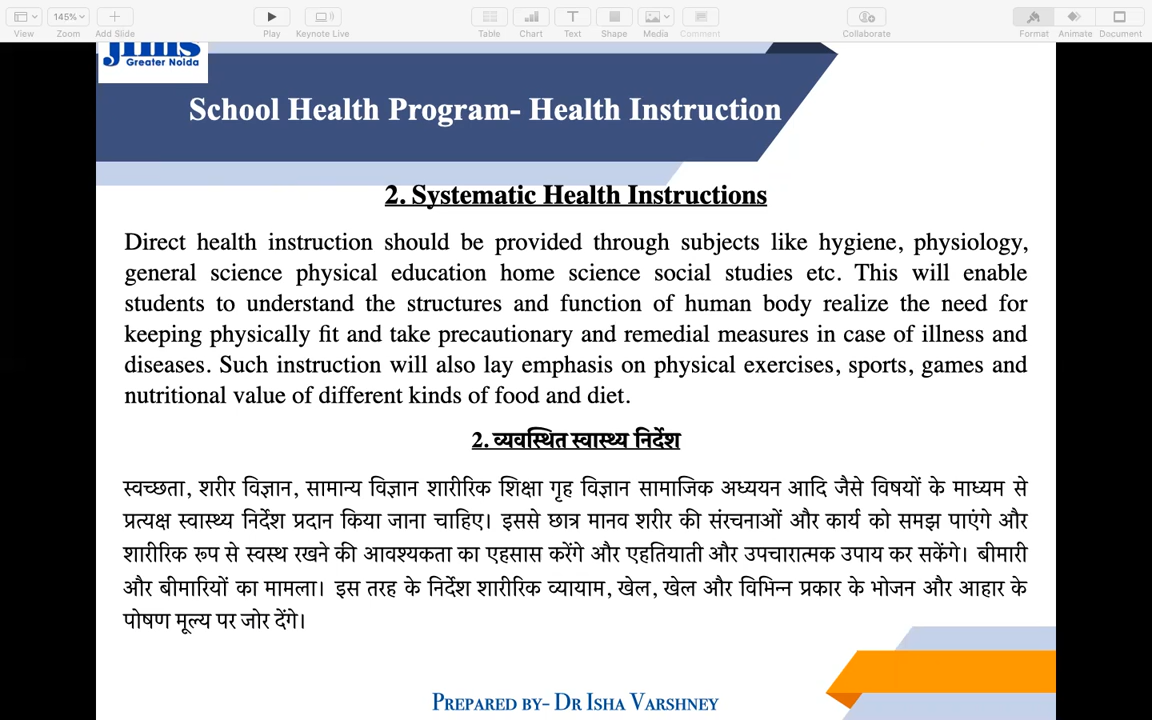 145%
View
Zoom
Add Slide
Play
Keynote Live
Table
Chart
Text
Shape
Media
Comment
Collaborate
Format
Animate
Document
Greater Noida
School Health Program- Health Instruction
2. Systematic Health Instructions
Direct health instruction should be provided through subjects like hygiene, physiology,
general science physical education home science social studies etc. This will enable
students to understand the structures and function of human body realize the need for
keeping physically fit and take precautionary and remedial measures in case of illness and
diseases. Such instruction will also lay emphasis on physical exercises, sports, games and
nutritional value of different kinds of food and diet.
2. व्यवस्थित स्वास्थ्य निर्देश
स्वच्छता, शरीर विज्ञान, सामान्य विज्ञान शारीरिक शिक्षा गृह विज्ञान सामाजिक अध्ययन आदि जैसे विषयों के माध्यम से
प्रत्यक्ष स्वास्थ्य निर्देश प्रदान किया जाना चाहिए। इससे छात्र मानव शरीर की संरचनाओं और कार्य को समझ पाएंगे और
शारीरिक रूप से स्वस्थ रखने की आवश्यकता का एहसास करेंगे और एहतियाती और उपचारात्मक उपाय कर सकेंगे। बीमारी
और बीमारियों का मामला। इस तरह के निर्देश शारीरिक व्यायाम, खेल, खेल और विभिन्न प्रकार के भोजन और आहार के
पोषण मूल्य पर जोर देंगे।
Prepared by- Dr Isha Varshney